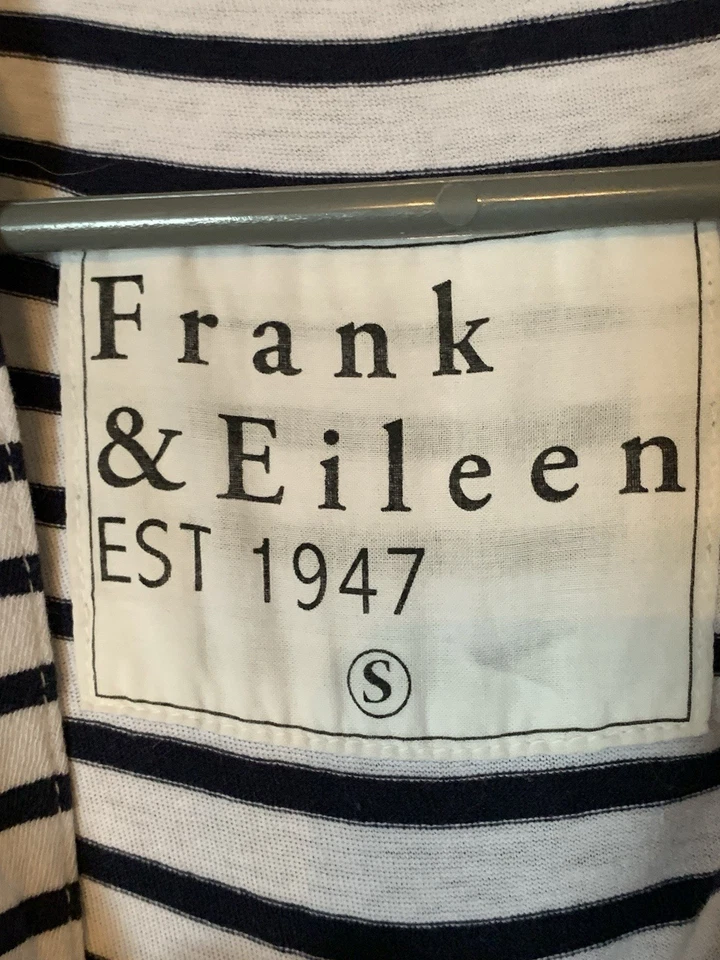 Frank
& Eileen
EST 1947
S